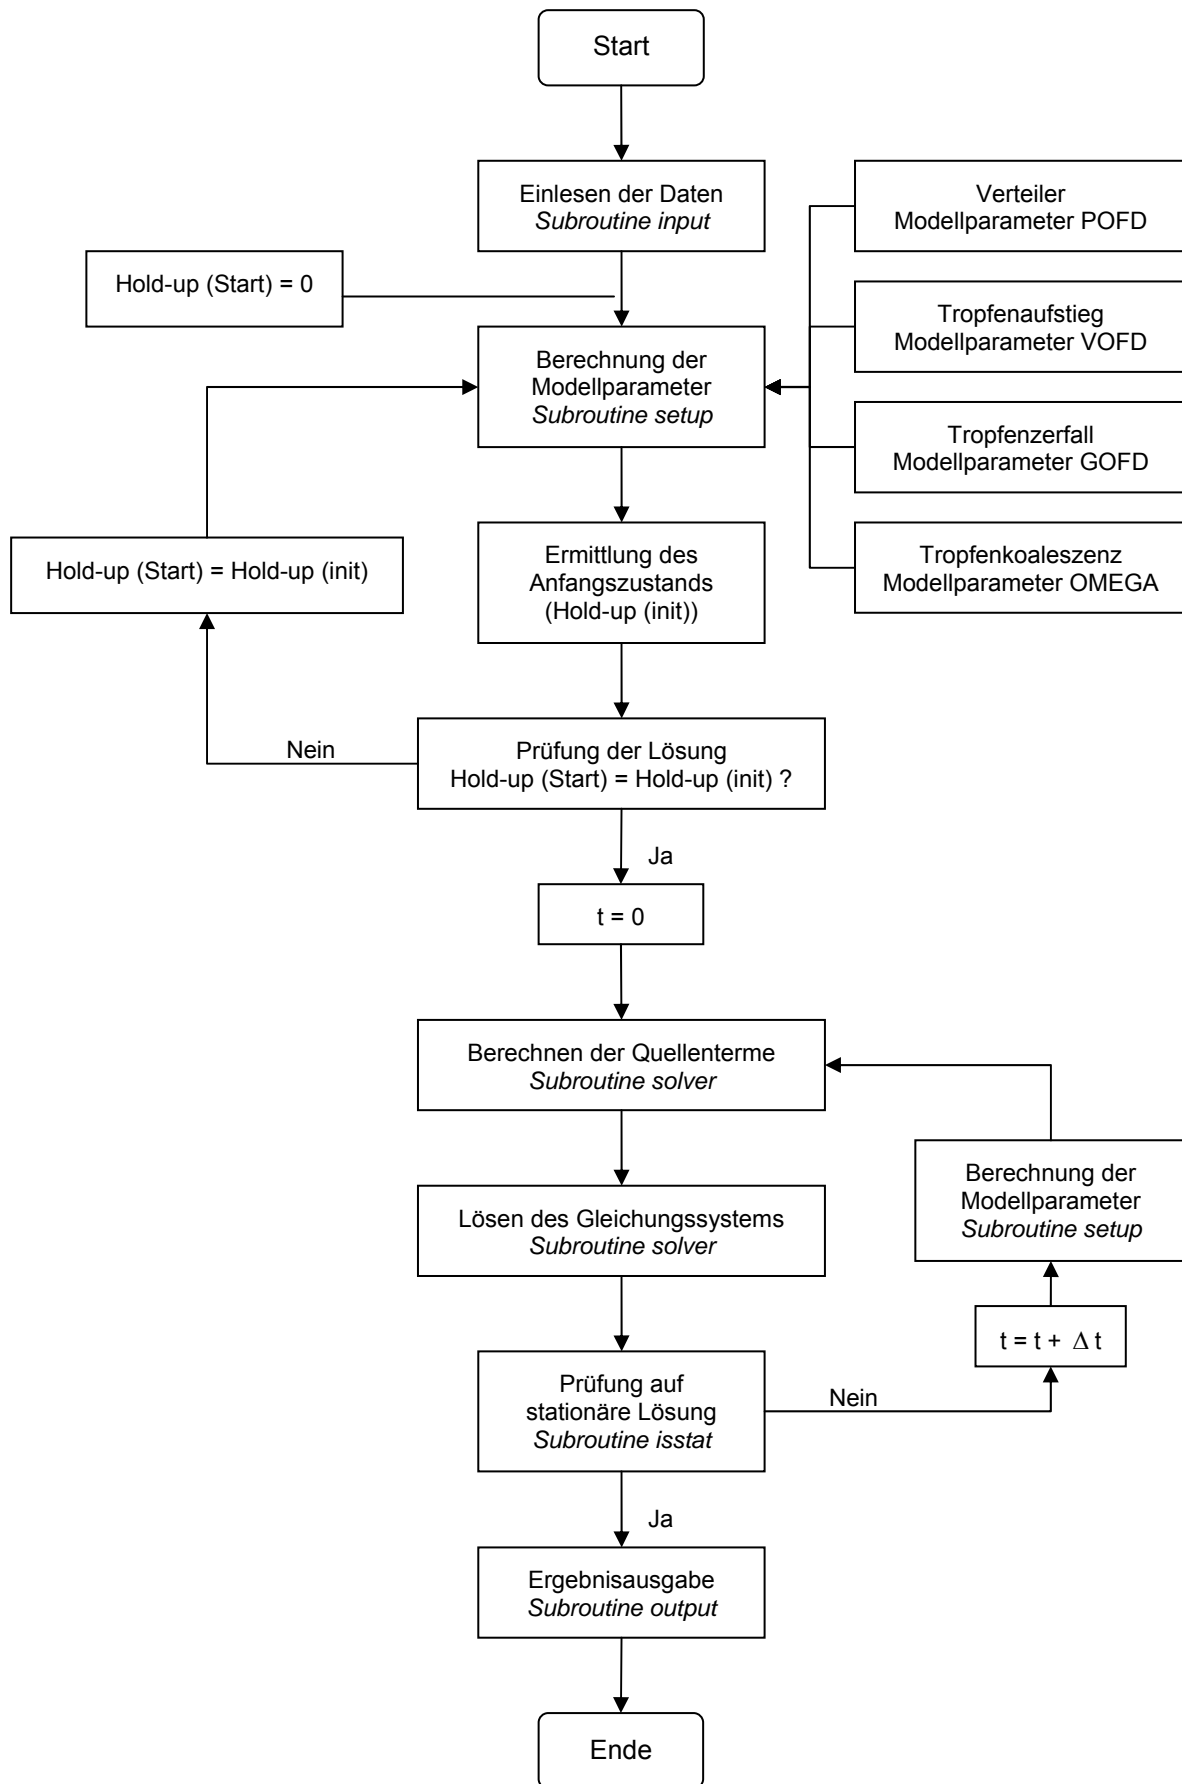 Start
Einlesen der Daten
Subroutine input
Verteiler
Modellparameter POFD
Hold-up (Start) = 0
Tropfenaufstieg
Modellparameter VOFD
Berechnung der
Modellparameter
Subroutine setup
Tropfenzerfall
Modellparameter GOFD
Tropfenkoaleszenz
Modellparameter OMEGA
Hold-up (Start) = Hold-up (init)
Ermittlung des
Anfangszustands
(Hold-up (init))
Nein
Prüfung der Lösung
Hold-up (Start) = Hold-up (init) ?
Ja
t = 0
Berechnen der Quellenterme
Subroutine solver
Berechnung der
Modellparameter
Subroutine setup
Lösen des Gleichungssystems
Subroutine solver
t = t + Δ t
Prüfung auf
stationäre Lösung
Subroutine isstat
Nein
Ja
Ergebnisausgabe
Subroutine output
Ende